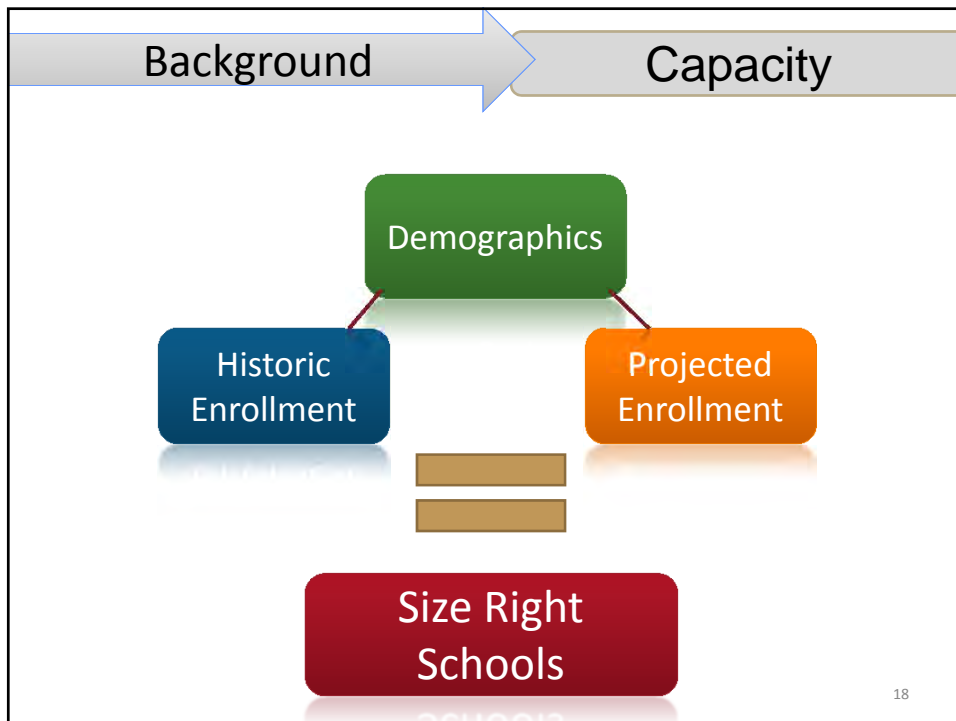 Background
Capacity
Demographics
Historic
Enrollment
Projected
Enrollment
Size Right
Schools
18